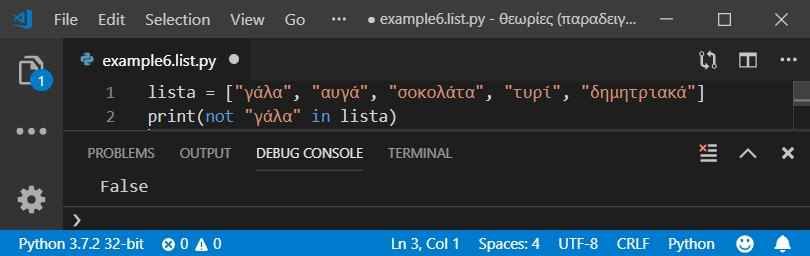 File Edit Selection View Go ··· ● example6.list.py - θεωρίες (παραδειγ...
example6.list.py ●
1 lista = ["γάλα", "αυγά", "σοκολάτα", "τυρί", "δημητριακά"]
2 print(not "γάλα" in lista)
1
PROBLEMS OUTPUT DEBUG CONSOLE TERMINAL
False
❯
Python 3.7.2 32-bit 0 0 Ln 3, Col 1 Spaces: 4 UTF-8 CRLF Python